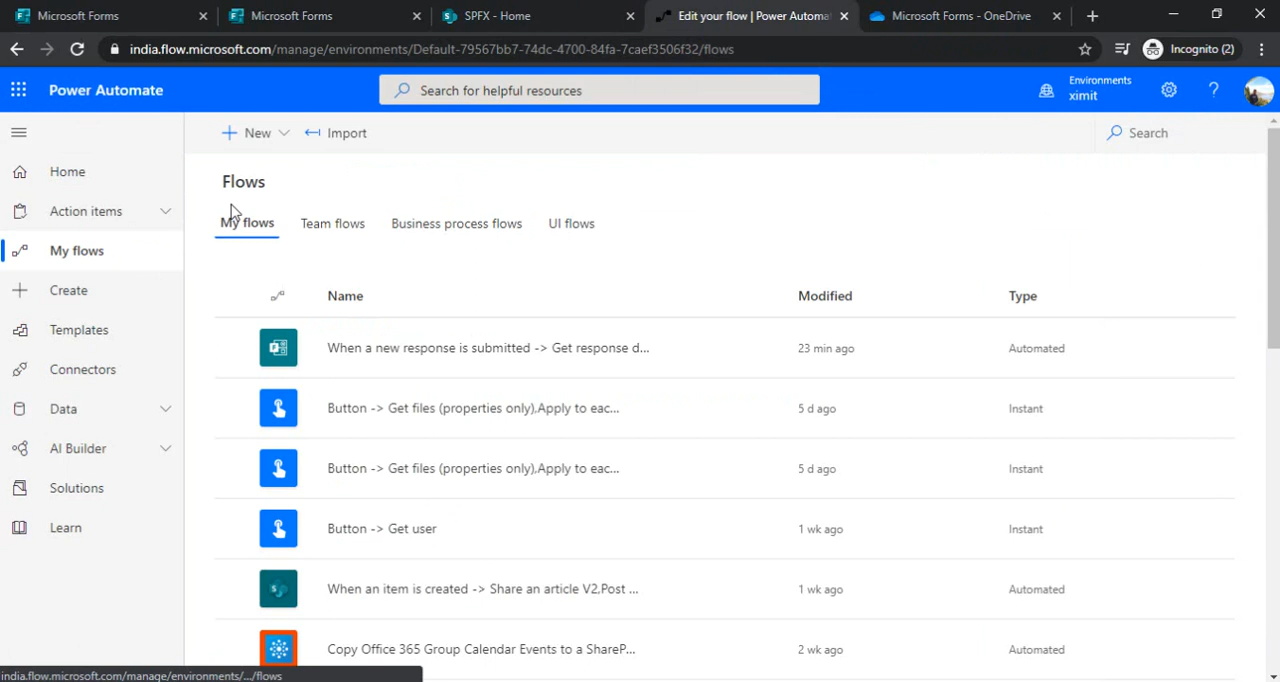 Microsoft Forms
Microsoft Forms
SPFX - Home
Edit your flow | Power Automat
Microsoft Forms - OneDrive
india.flow.microsoft.com/manage/environments/Default-79567bb7-74dc-4700-84fa-7caef3506f32/flows
Incognito (2)
Power Automate
Search for helpful resources
Environments
ximit
New
Import
Search
Home
Action items
My flows
Create
Templates
Connectors
Data
AI Builder
Solutions
Learn
Flows
My flows
Team flows
Business process flows
UI flows
Name
Modified
Type
When a new response is submitted -> Get response d...
23 min ago
Automated
Button -> Get files (properties only),Apply to eac...
5 d ago
Instant
Button -> Get files (properties only),Apply to eac...
5 d ago
Instant
Button -> Get user
1 wk ago
Instant
When an item is created -> Share an article V2,Post ...
1 wk ago
Automated
Copy Office 365 Group Calendar Events to a ShareP...
2 wk ago
Automated
india.flow.microsoft.com/manage/environments/.../flows